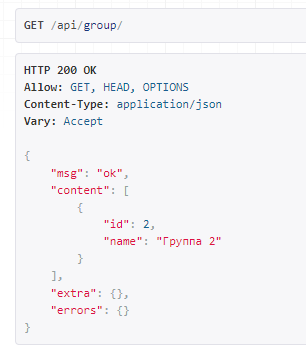 GET /api/group/
HTTP 200 OK
Allow: GET, HEAD, OPTIONS
Content-Type: application/json
Vary: Accept
{
    "msg": "ok",
    "content": [
        {
            "id": 2,
            "name": "Группа 2"
        }
    ],
    "extra": {},
    "errors": {}
}